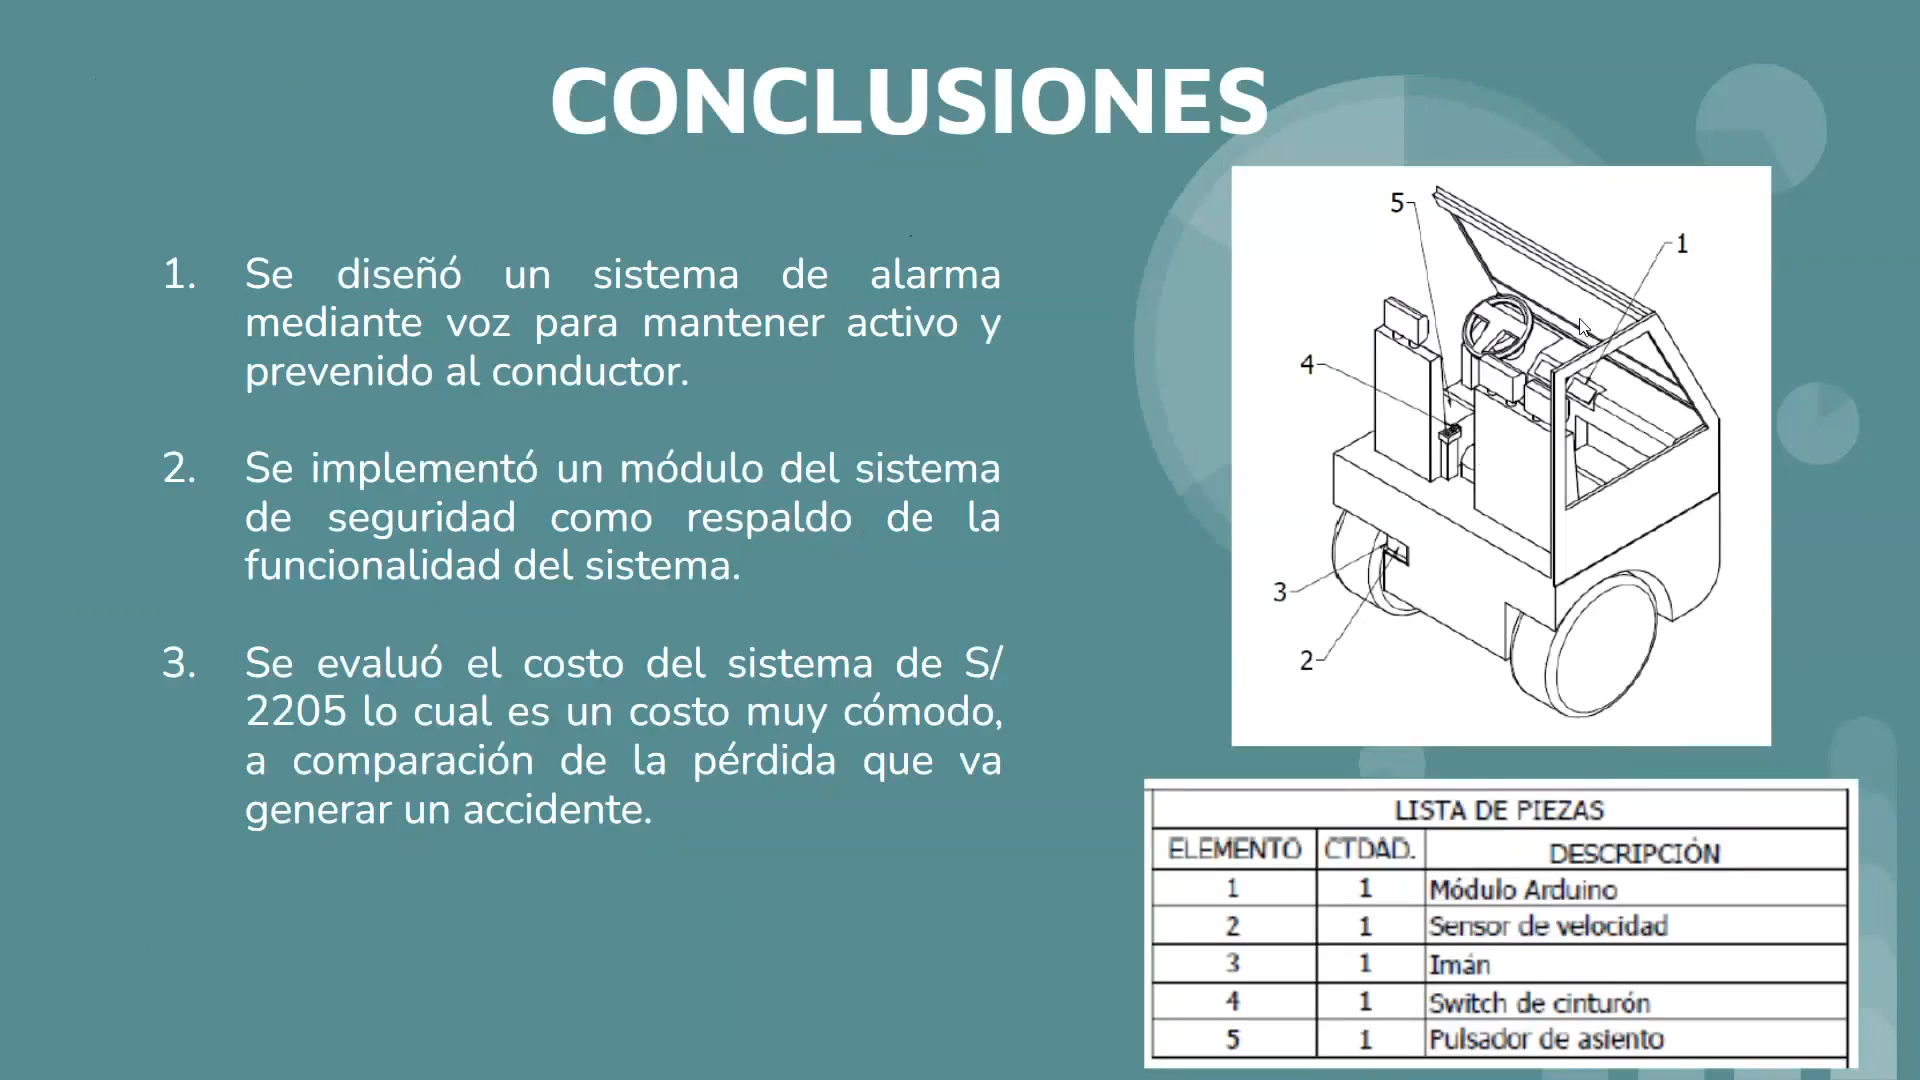 CONCLUSIONES
1. Se diseñó un sistema de alarma
mediante voz para mantener activo y
prevenido al conductor.
2. Se implementó un módulo del sistema
de seguridad como respaldo de la
funcionalidad del sistema.
3. Se evaluó el costo del sistema de S/
2205 lo cual es un costo muy cómodo,
a comparación de la pérdida que va
generar un accidente.
5
1
4
3
2
LISTA DE PIEZAS
ELEMENTO CTDAD. DESCRIPCIÓN
1 1 Módulo Arduino
2 1 Sensor de velocidad
3 1 Imán
4 1 Switch de cinturón
5 1 Pulsador de asiento